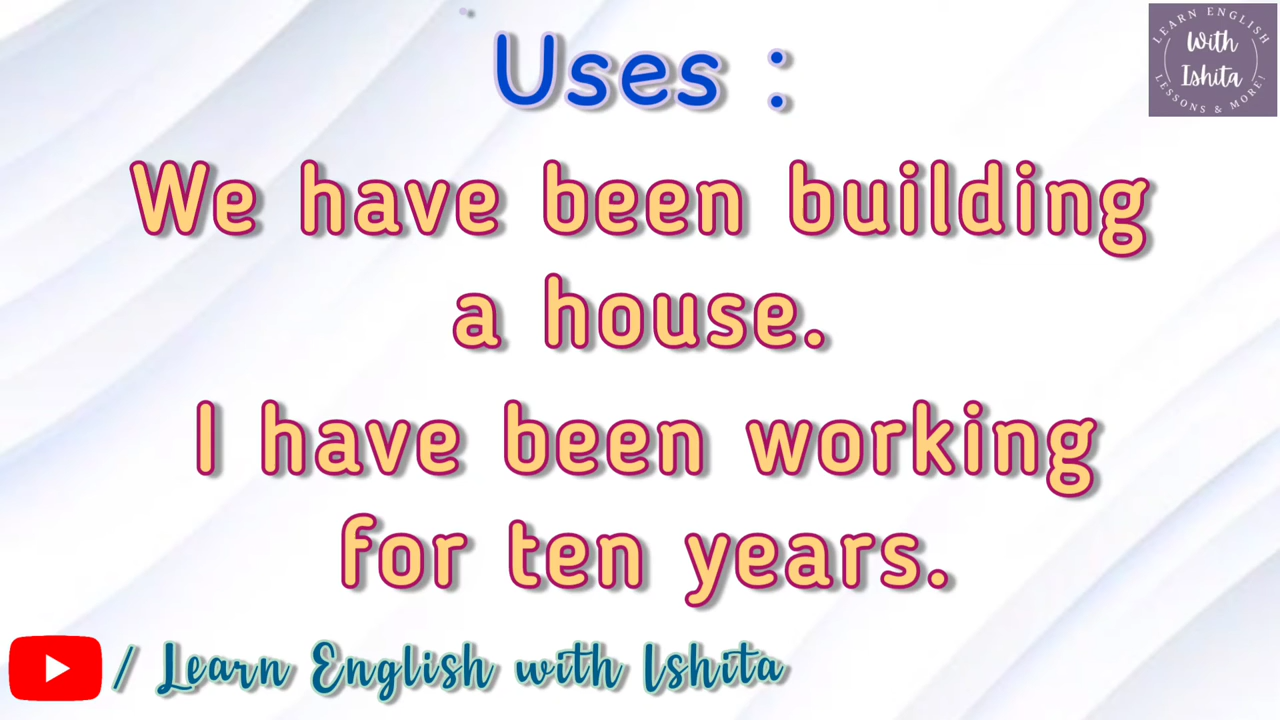 Uses :
LEARN ENGLISH
With
Ishita
LESSONS & MORE!
We have been building
a house.
I have been working
for ten years.
/ Learn English with Ishita